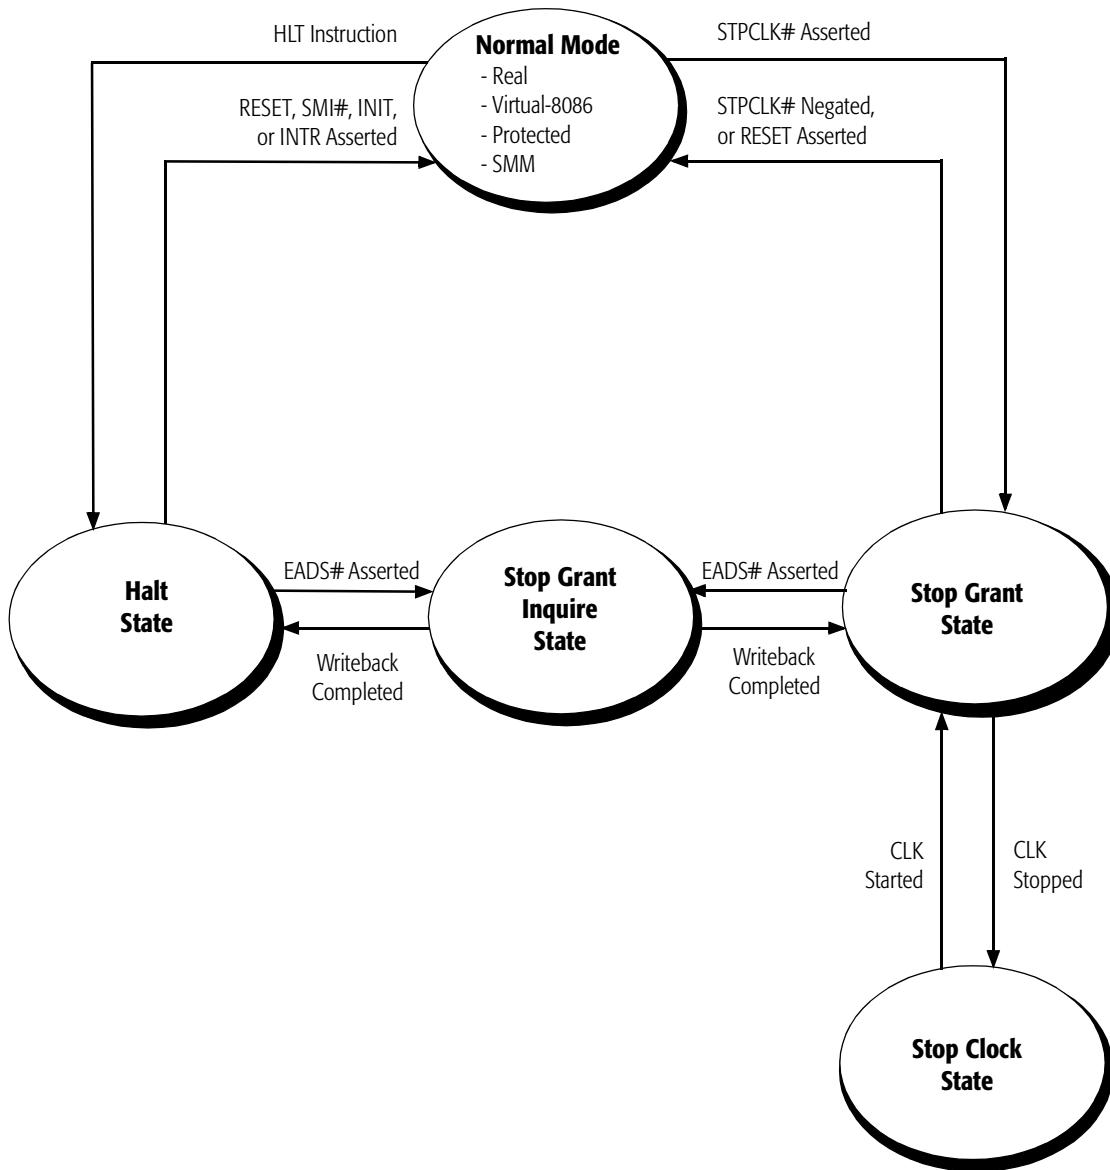 HLT Instruction
Normal Mode
- Real
- Virtual-8086
- Protected
- SMM
STPCLK# Asserted
RESET, SMI#, INIT,
or INTR Asserted
STPCLK# Negated,
or RESET Asserted
Halt
State
EADS# Asserted
Writeback
Completed
Stop Grant
Inquire
State
EADS# Asserted
Writeback
Completed
Stop Grant
State
CLK
Started
CLK
Stopped
Stop Clock
State